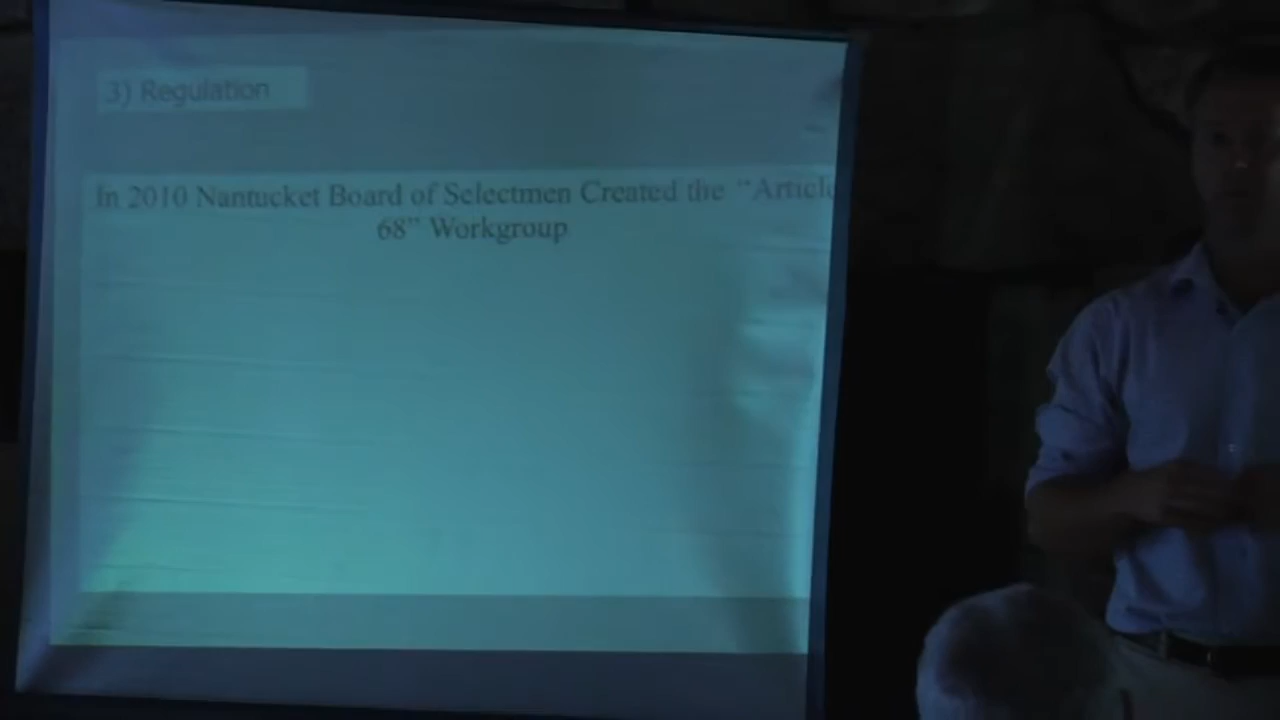 3) Regulation
In 2010 Nantucket Board of Selectmen Created the "Article
68" Workgroup